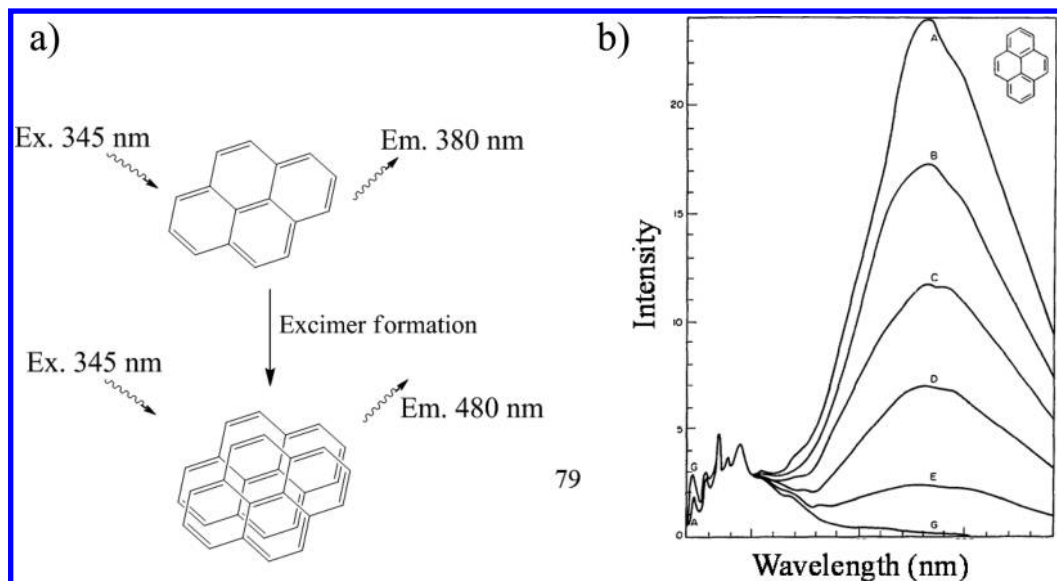 a)
Ex. 345 nm
Em. 380 nm
Excimer formation
Ex. 345 nm
Em. 480 nm
79
b)
Intensity
20
15
10
5
0
A
B
C
D
E
G
G
A
Wavelength (nm)